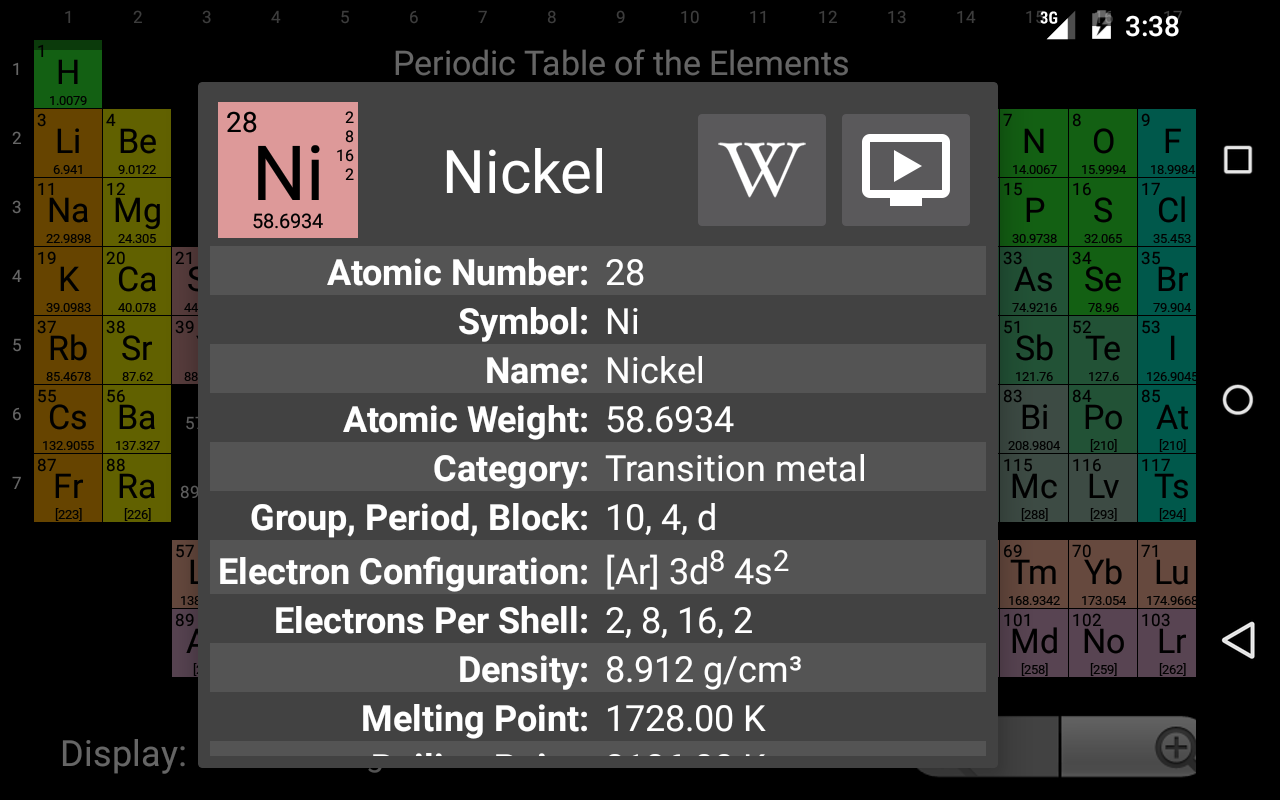 1 2 3 4 5 6 7 8 9 10 11 12 13 14 17
3G 3:38
Periodic Table of the Elements
1
1 H 1.0079
28 Ni 58.6934
2
8
16
2
Nickel
W
2
3 Li 6.941
4 Be 9.0122
7 N 14.0067
8 O 15.9994
9 F 18.9984
3
11 Na 22.9898
12 Mg 24.305
15 P 30.9738
16 S 32.065
17 Cl 35.453
4
19 K 39.0983
20 Ca 40.078
21
33 As 74.9216
34 Se 78.96
35 Br 79.904
5
37 Rb 85.4678
38 Sr 87.62
39
51 Sb 121.76
52 Te 127.6
53 I 126.9045
6
55 Cs 132.9055
56 Ba 137.327
57
83 Bi 208.9804
84 Po [210]
85 At [210]
7
87 Fr [223]
88 Ra [226]
89
115 Mc [288]
116 Lv [293]
117 Ts [294]
57
69 Tm 168.9342
70 Yb 173.054
71 Lu 174.9668
89
101 Md [258]
102 No [259]
103 Lr [262]
Atomic Number: 28
Symbol: Ni
Name: Nickel
Atomic Weight: 58.6934
Category: Transition metal
Group, Period, Block: 10, 4, d
Electron Configuration: [Ar] 3d⁸ 4s²
Electrons Per Shell: 2, 8, 16, 2
Density: 8.912 g/cm³
Melting Point: 1728.00 K
Display: